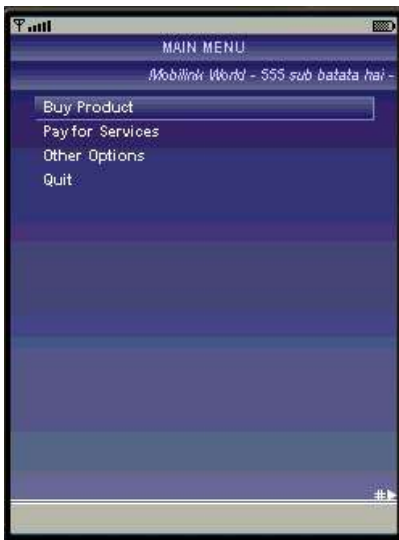 MAIN MENU
Mobilink World - 555 sub batata hai -
Buy Product
Pay for Services
Other Options
Quit
#